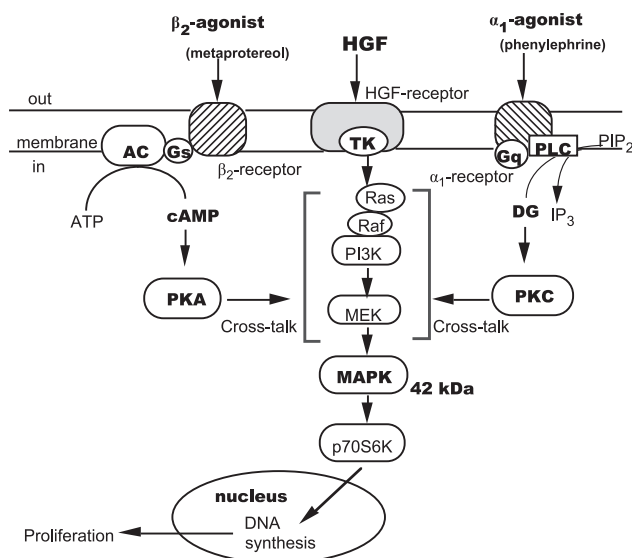 β2-agonist
(metaprotereol)
HGF
α1-agonist
(phenylephrine)
HGF-receptor
out
membrane
in
AC
Gs
β2-receptor
TK
Gq
PLC
PIP2
α1-receptor
ATP
cAMP
Ras
Raf
PI3K
DG
IP3
PKA
Cross-talk
MEK
PKC
Cross-talk
MAPK
42 kDa
p70S6K
nucleus
DNA
synthesis
Proliferation